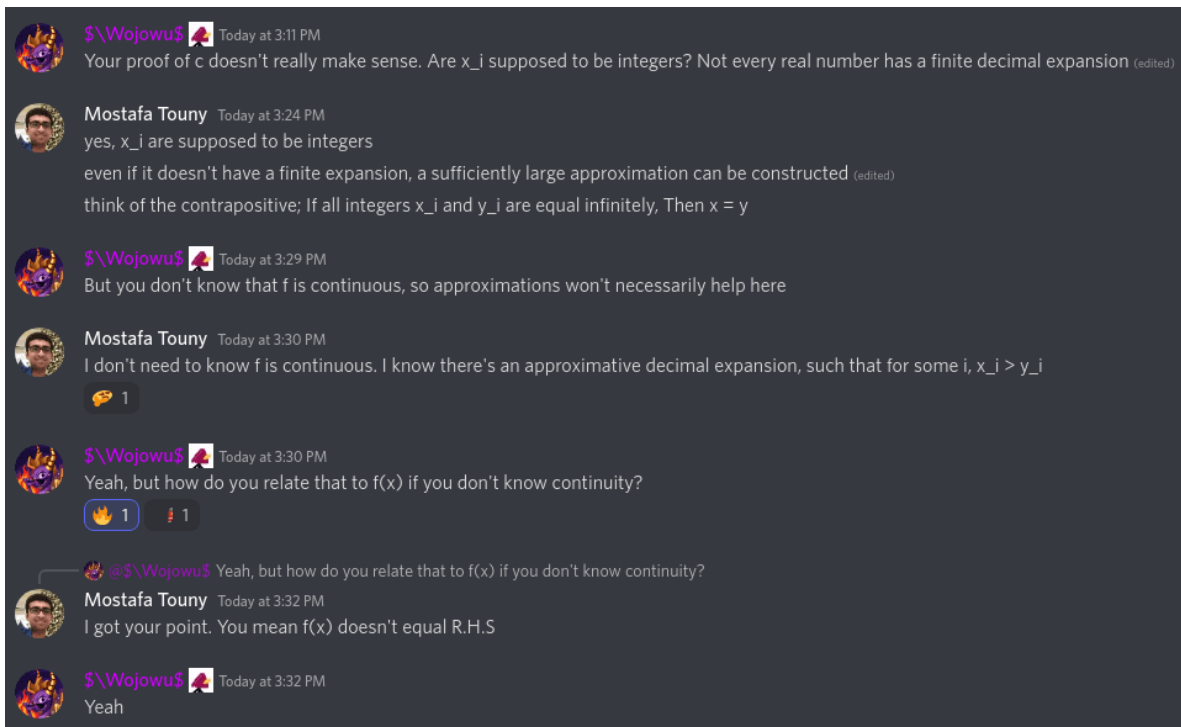 $\Wojowu$ Today at 3:11 PM
Your proof of c doesn't really make sense. Are x_i supposed to be integers? Not every real number has a finite decimal expansion (edited)
Mostafa Touny Today at 3:24 PM
yes, x_i are supposed to be integers
even if it doesn't have a finite expansion, a sufficiently large approximation can be constructed (edited)
think of the contrapositive; If all integers x_i and y_i are equal infinitely, Then x = y
$\Wojowu$ Today at 3:29 PM
But you don't know that f is continuous, so approximations won't necessarily help here
Mostafa Touny Today at 3:30 PM
I don't need to know f is continuous. I know there's an approximative decimal expansion, such that for some i, x_i > y_i
1
$\Wojowu$ Today at 3:30 PM
Yeah, but how do you relate that to f(x) if you don't know continuity?
1 1
@$\Wojowu$ Yeah, but how do you relate that to f(x) if you don't know continuity?
Mostafa Touny Today at 3:32 PM
I got your point. You mean f(x) doesn't equal R.H.S
$\Wojowu$ Today at 3:32 PM
Yeah